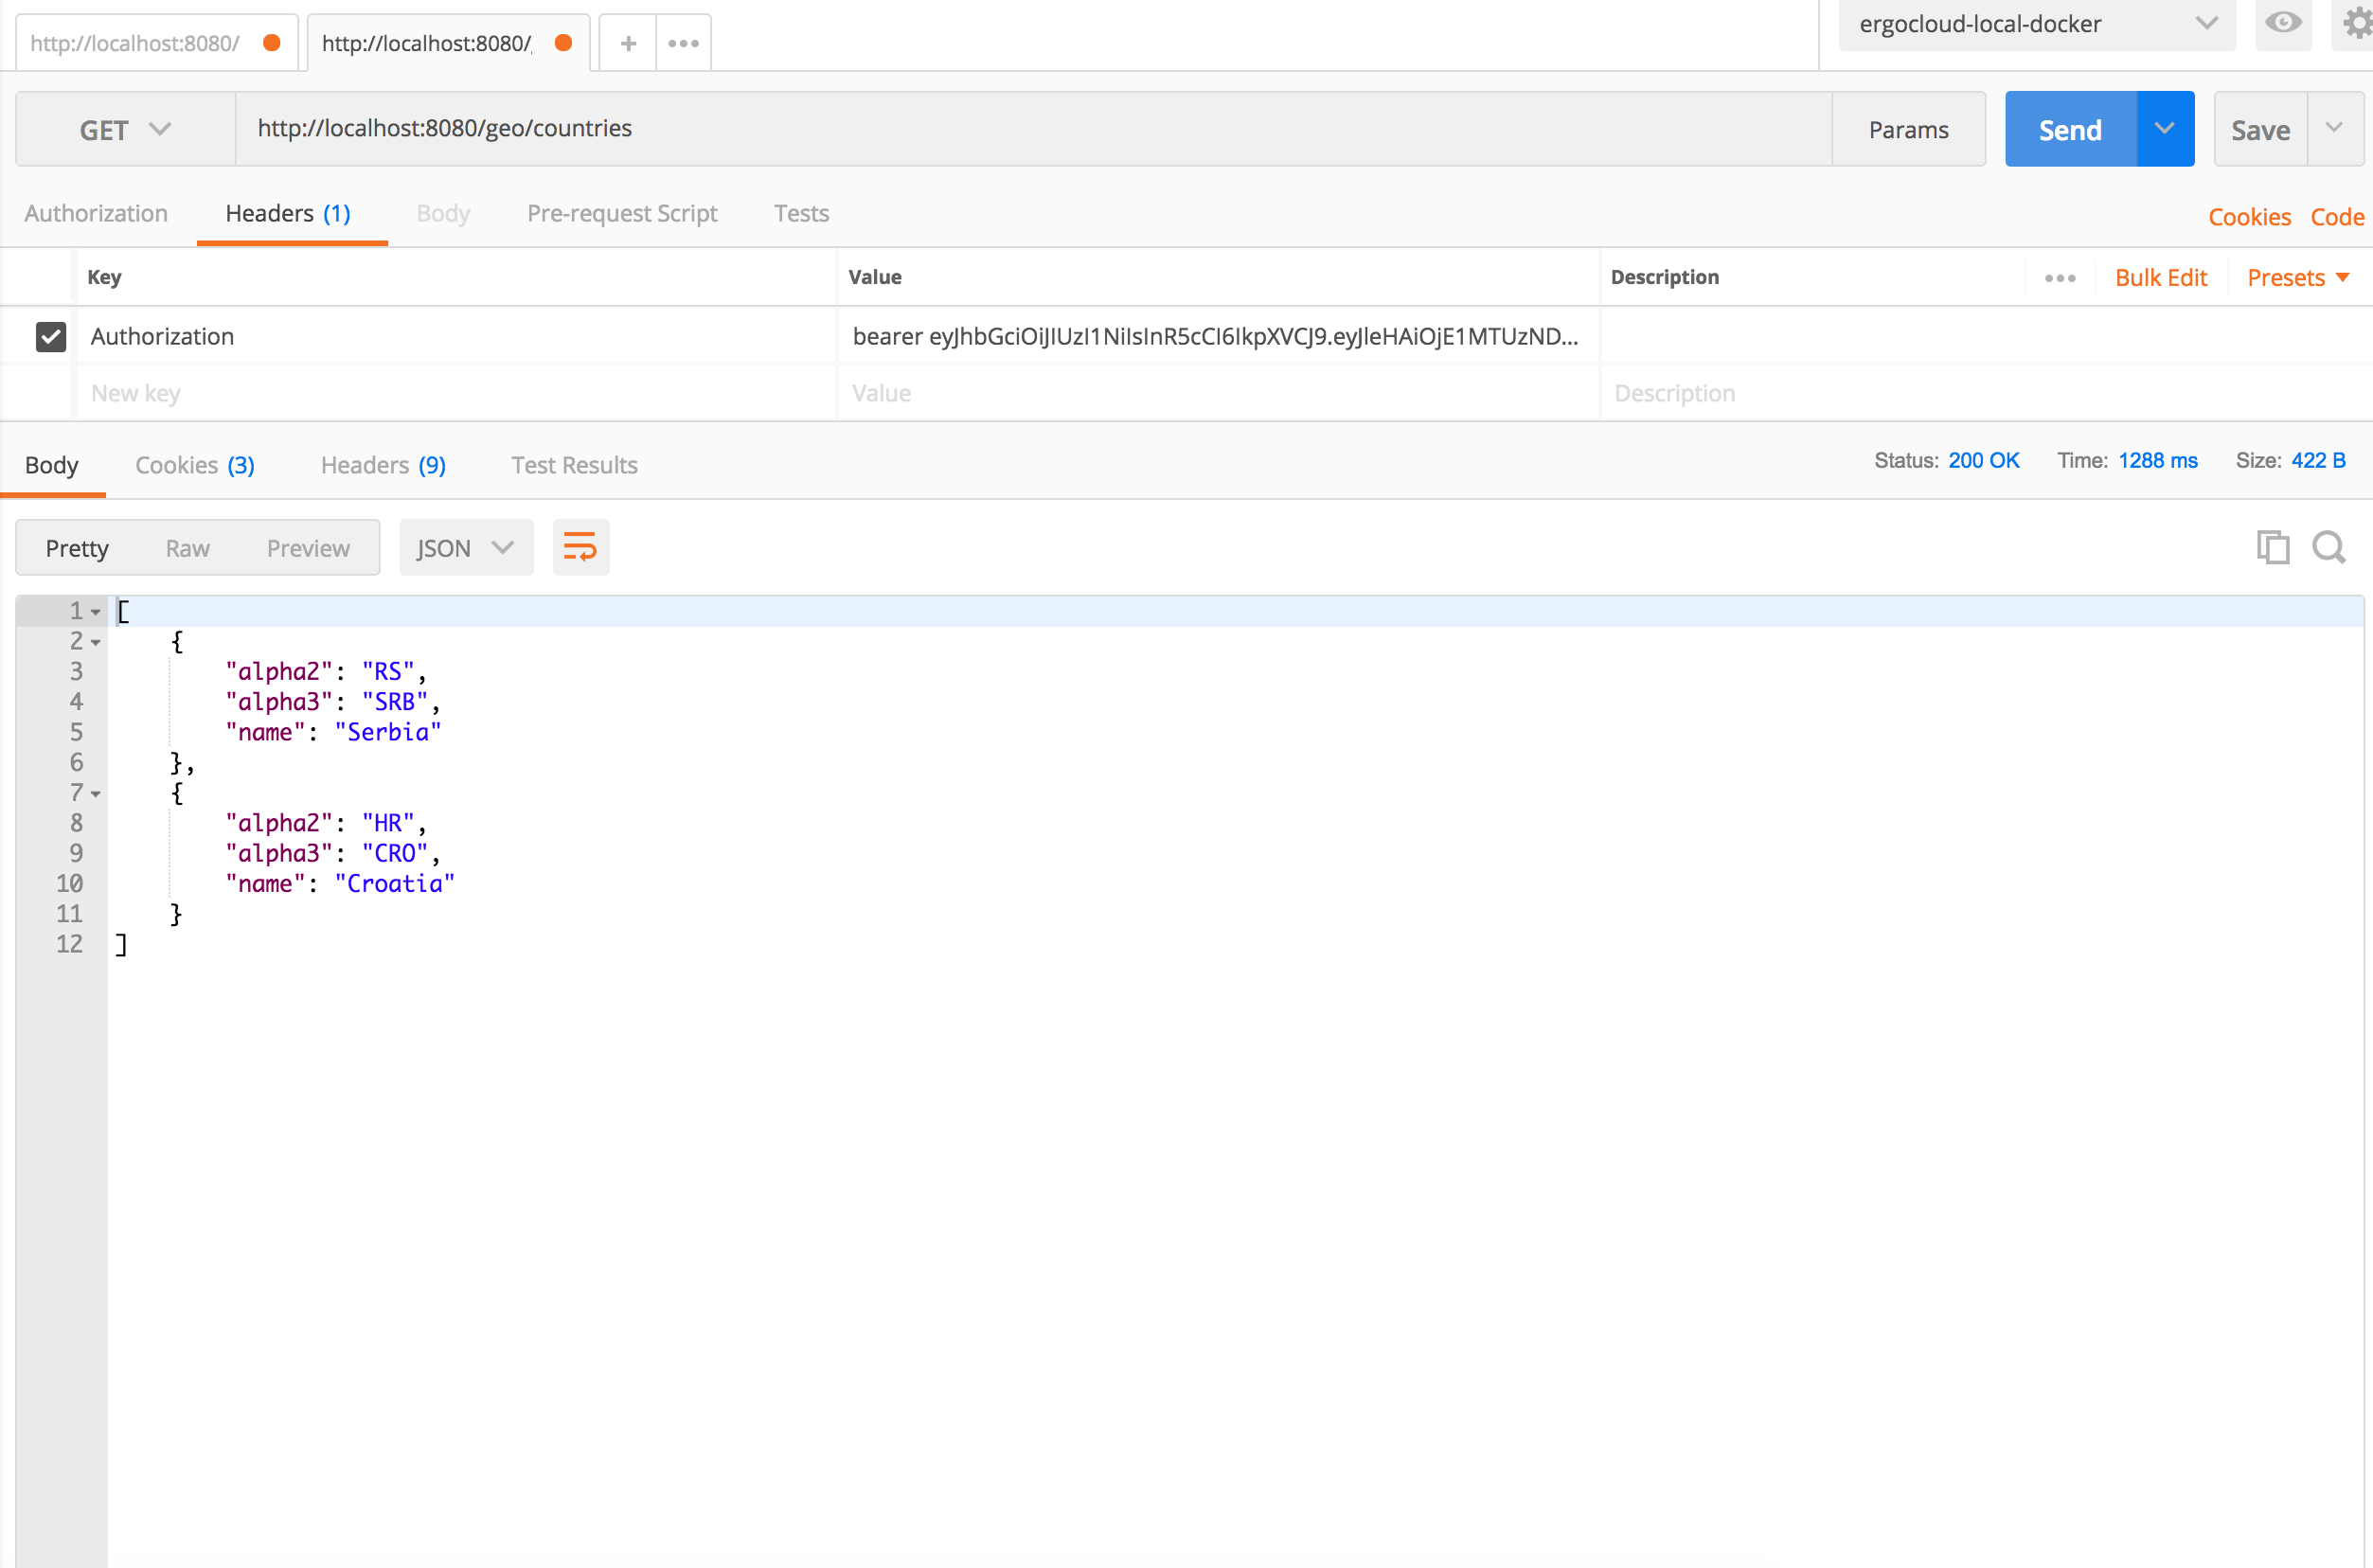 http://localhost:8080/ http://localhost:8080/ ergocloud-local-docker
GET http://localhost:8080/geo/countries Params Send Save
Authorization Headers (1) Body Pre-request Script Tests Cookies Code
Key Value Description Bulk Edit Presets
Authorization bearer eyJhbGciOiJIUzI1NiIsInR5cCI6IkpXVCJ9.eyJleHAiOjE1MTUzND...
New key Value Description
Body Cookies (3) Headers (9) Test Results Status: 200 OK Time: 1288 ms Size: 422 B
Pretty Raw Preview JSON
1 [
2 {
3 "alpha2": "RS",
4 "alpha3": "SRB",
5 "name": "Serbia"
6 },
7 {
8 "alpha2": "HR",
9 "alpha3": "CRO",
10 "name": "Croatia"
11 }
12 ]